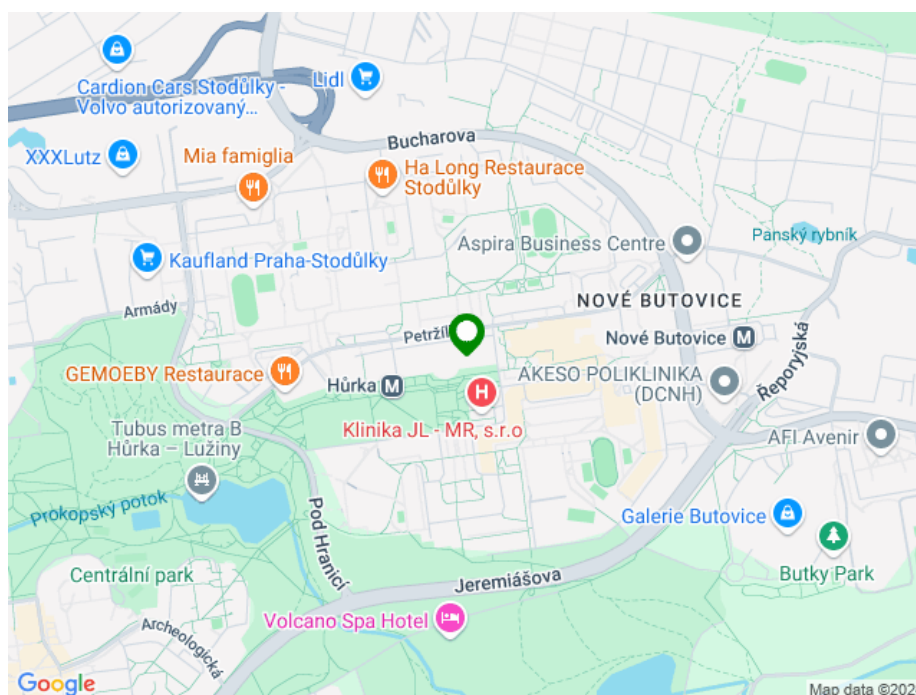 Lidl
Cardion Cars Stodůlky -
Volvo autorizovaný...
Bucharova
XXXLutz
Mia famiglia
Ha Long Restaurace
Stodůlky
Aspira Business Centre
Panský rybník
Kaufland Praha-Stodůlky
NOVÉ BUTOVICE
Armády
Petržíl
Nové Butovice
M
Řeporyjská
GEMOEBY Restaurace
Hůrka
M
H
AKESO POLIKLINIKA
(DCNH)
Klinika JL - MR, s.r.o
Tubus metra B
Hůrka – Lužiny
AFI Avenir
Prokopský potok
Pod Hranicí
Galerie Butovice
Centrální park
Jeremiášova
Butky Park
Volcano Spa Hotel
Archeologická
Google
Map data ©202